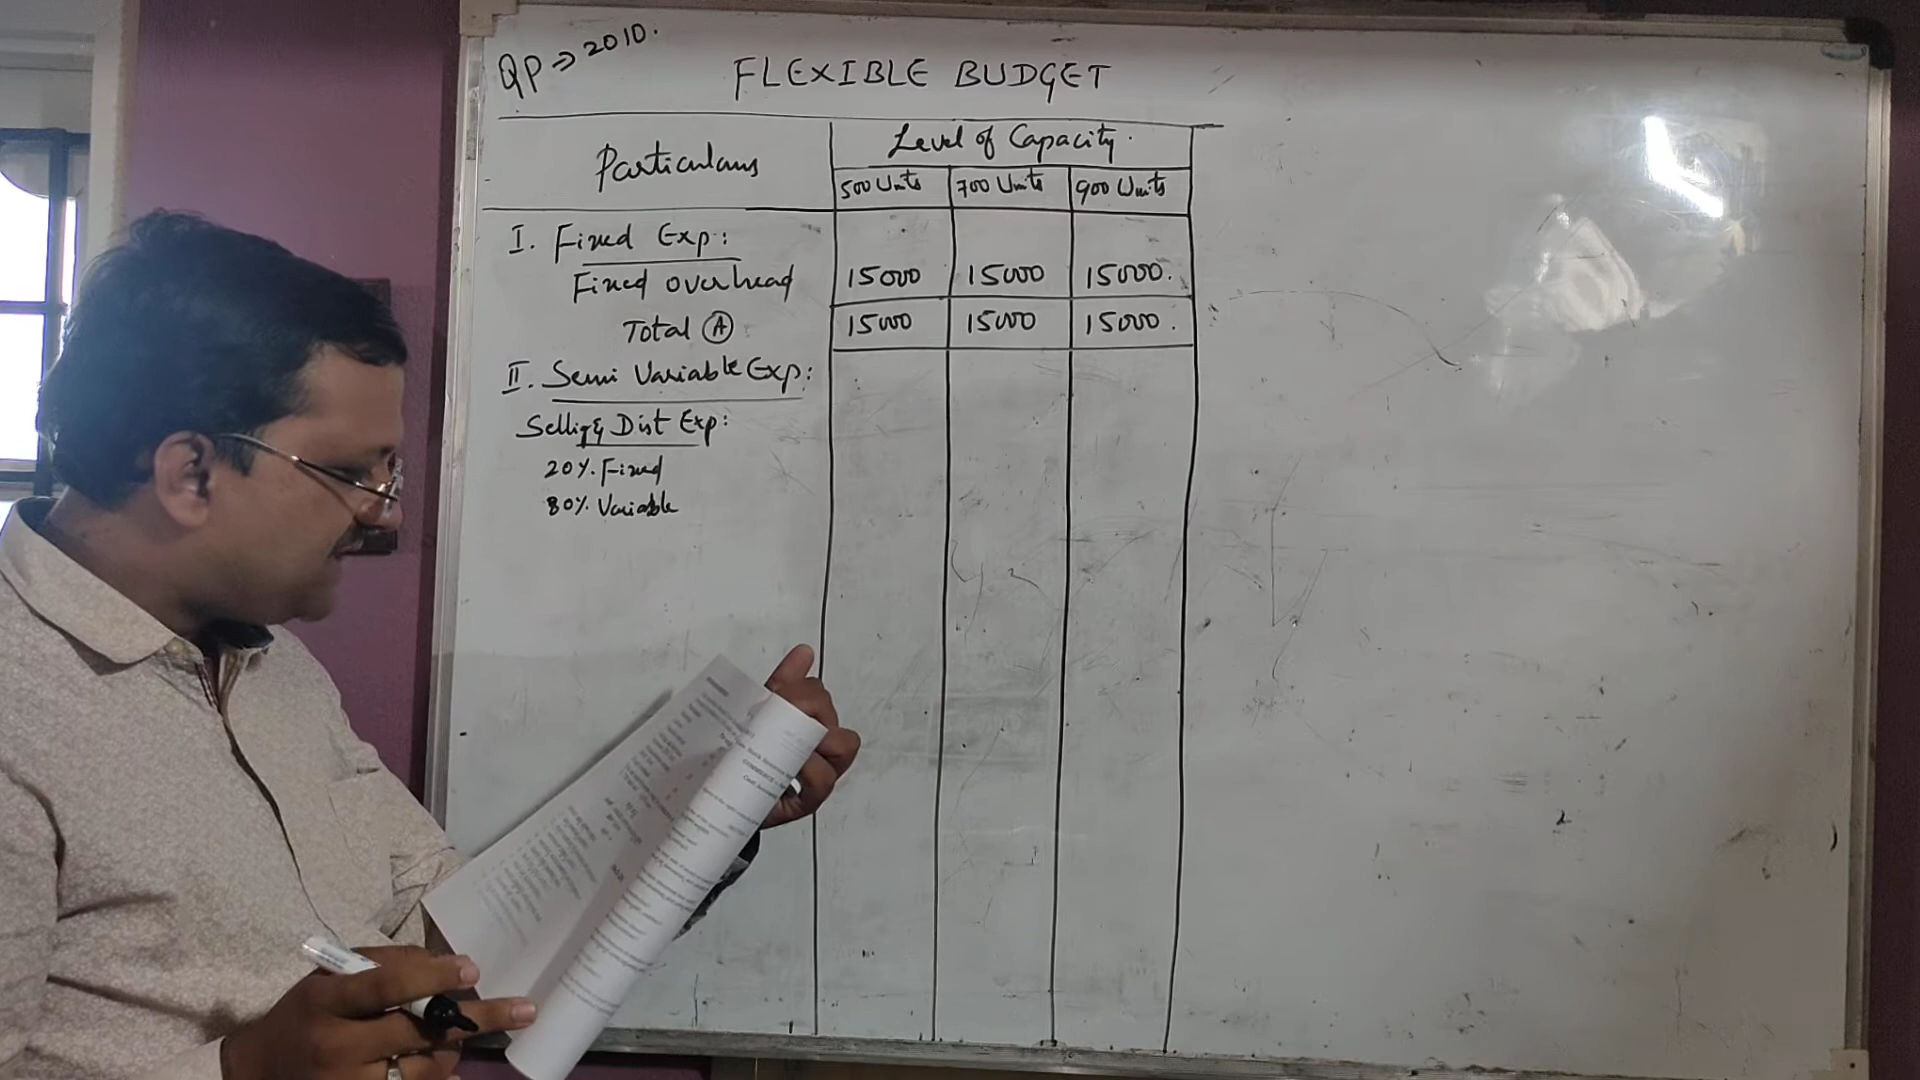 QP ⇒ 2010.
FLEXIBLE BUDGET
Particulars
Level of Capacity.
500 Units 700 Units 900 Units
I. Fixed Exp:
Fixed overhead 15000 15000 15000.
Total (A) 15000 15000 15000.
II. Semi Variable Exp:
Sellig & Dist Exp:
20%. Fixed
80%. Variable